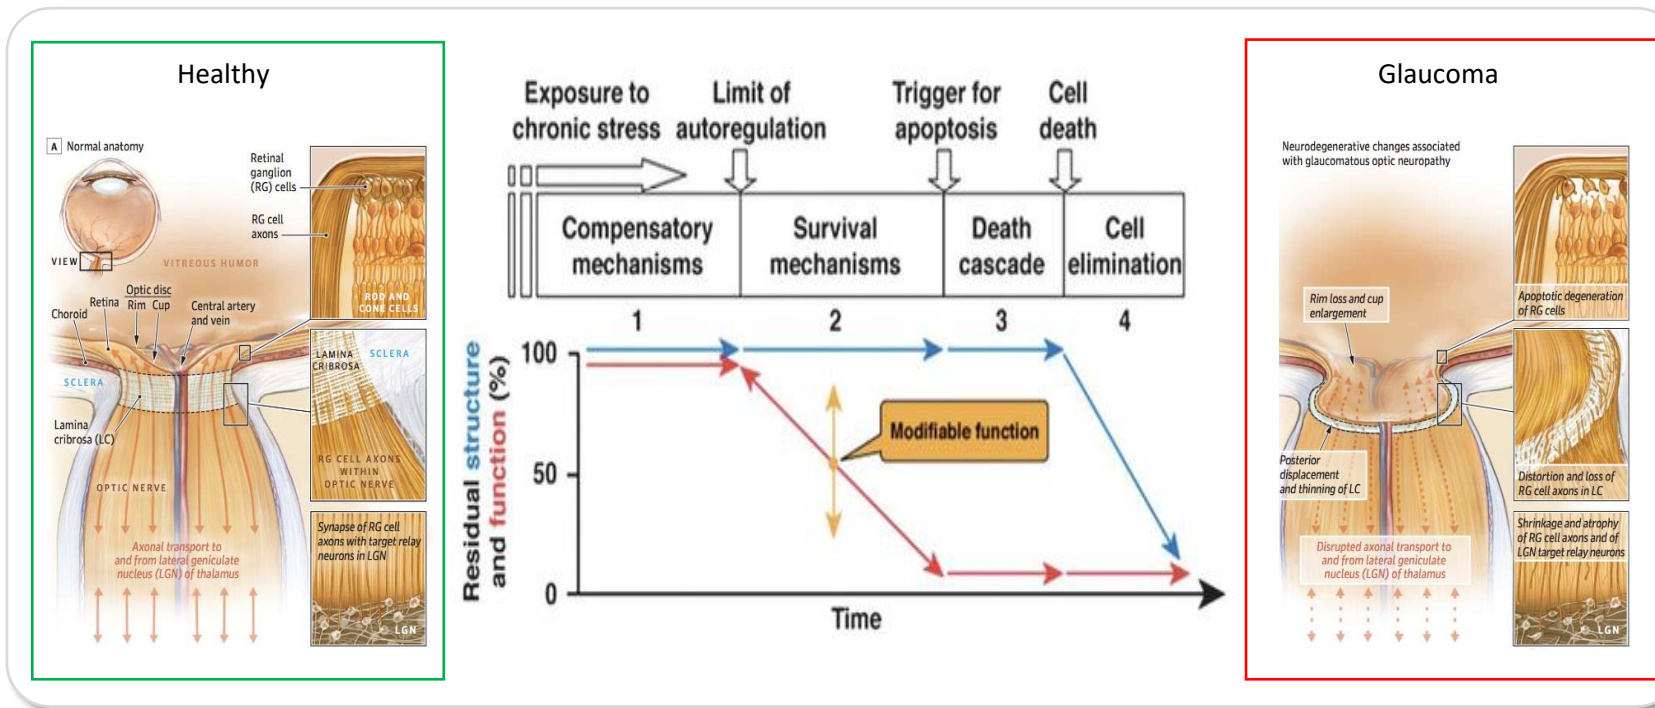 Healthy
A Normal anatomy
Retinal
ganglion
(RG) cells
RG cell
axons
VIEW
VITREOUS HUMOR
ROD AND
CONE CELLS
Optic disc
Rim Cup
Retina
Choroid
Central artery
and vein
SCLERA
LAMINA
CRIBROSA
SCLERA
Lamina
cribrosa (LC)
RG CELL AXONS
WITHIN
OPTIC NERVE
OPTIC NERVE
Axonal transport to
and from lateral geniculate
nucleus (LGN) of thalamus
Synapse of RG cell
axons with target relay
neurons in LGN
LGN
Exposure to
chronic stress
Limit of
autoregulation
Trigger for
apoptosis
Cell
death
Compensatory
mechanisms
Survival
mechanisms
Death
cascade
Cell
elimination
1 2 3 4
Residual structure
and function (%)
100
50
0
Modifiable function
Time
Glaucoma
Neurodegenerative changes associated
with glaucomatous optic neuropathy
Rim loss and cup
enlargement
Apoptotic degeneration
of RG cells
Posterior
displacement
and thinning of LC
Distortion and loss of
RG cell axons in LC
Disrupted axonal transport to
and from lateral geniculate
nucleus (LGN) of thalamus
Shrinkage and atrophy
of RG cell axons and of
LGN target relay neurons
LGN